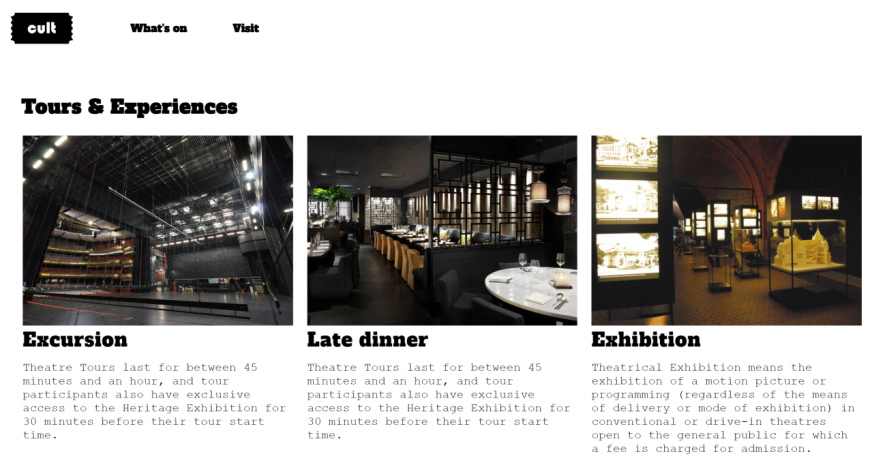 cult
What's on
Visit
Tours & Experiences
Excursion
Theatre Tours last for between 45
minutes and an hour, and tour
participants also have exclusive
access to the Heritage Exhibition for
30 minutes before their tour start
time.
Late dinner
Theatre Tours last for between 45
minutes and an hour, and tour
participants also have exclusive
access to the Heritage Exhibition for
30 minutes before their tour start
time.
Exhibition
Theatrical Exhibition means the
exhibition of a motion picture or
programming (regardless of the means
of delivery or mode of exhibition) in
conventional or drive-in theatres
open to the general public for which
a fee is charged for admission.